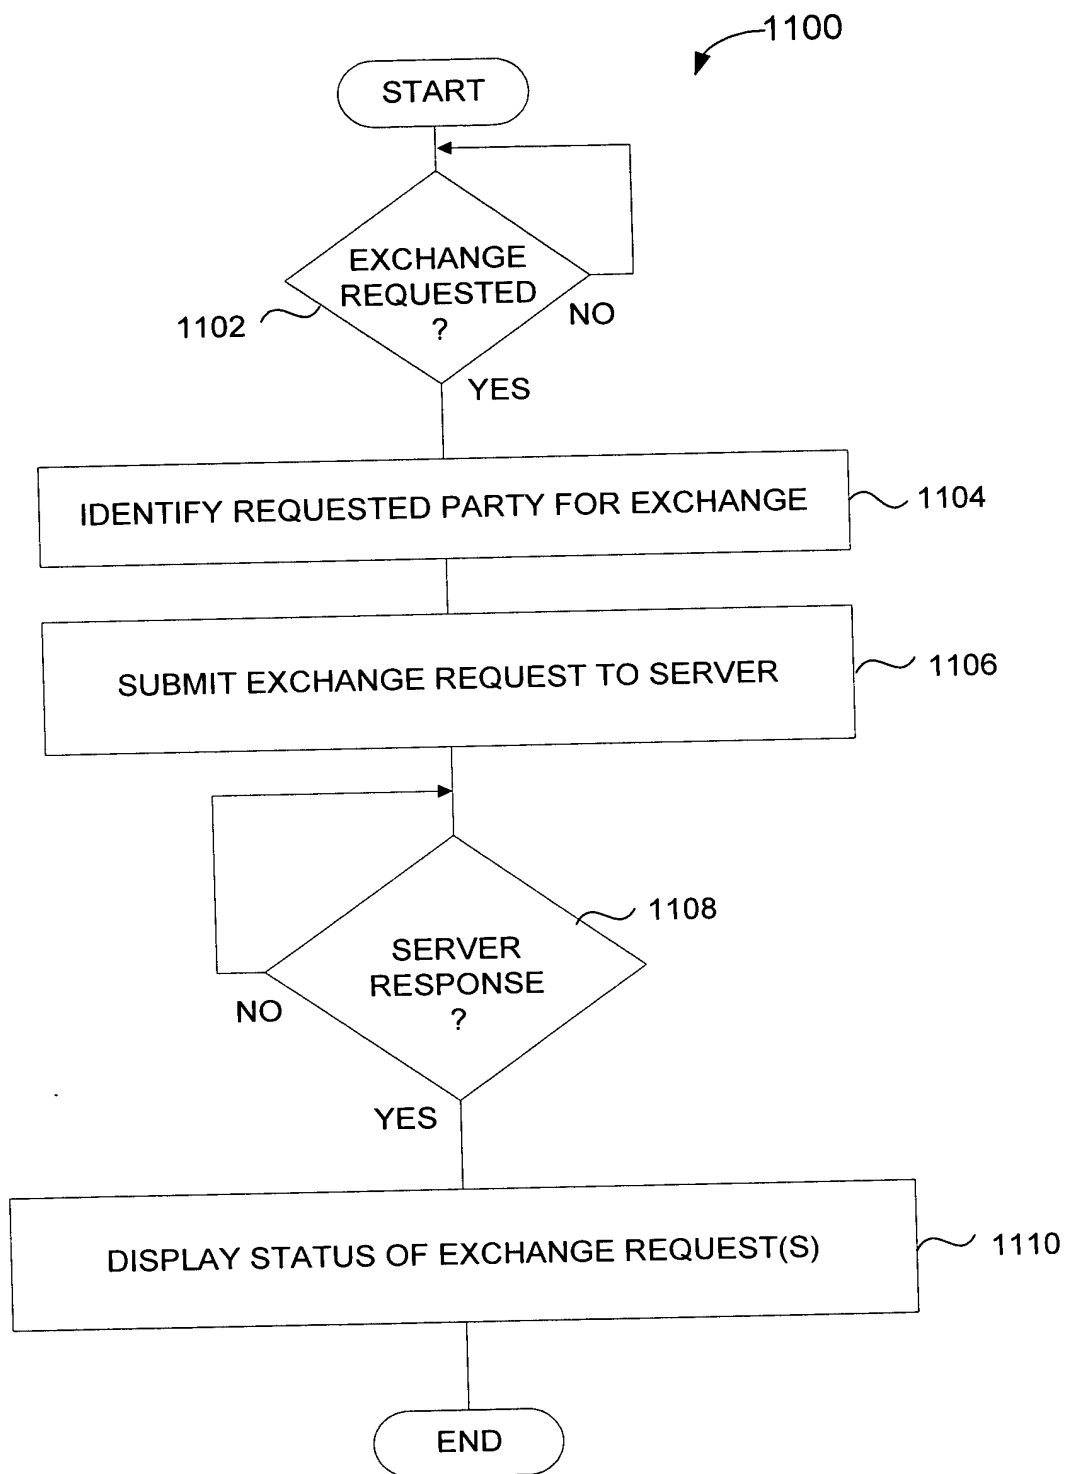 1100
START
EXCHANGE
REQUESTED
?
1102
NO
YES
IDENTIFY REQUESTED PARTY FOR EXCHANGE
1104
SUBMIT EXCHANGE REQUEST TO SERVER
1106
1108
SERVER
RESPONSE
?
NO
YES
DISPLAY STATUS OF EXCHANGE REQUEST(S)
1110
END